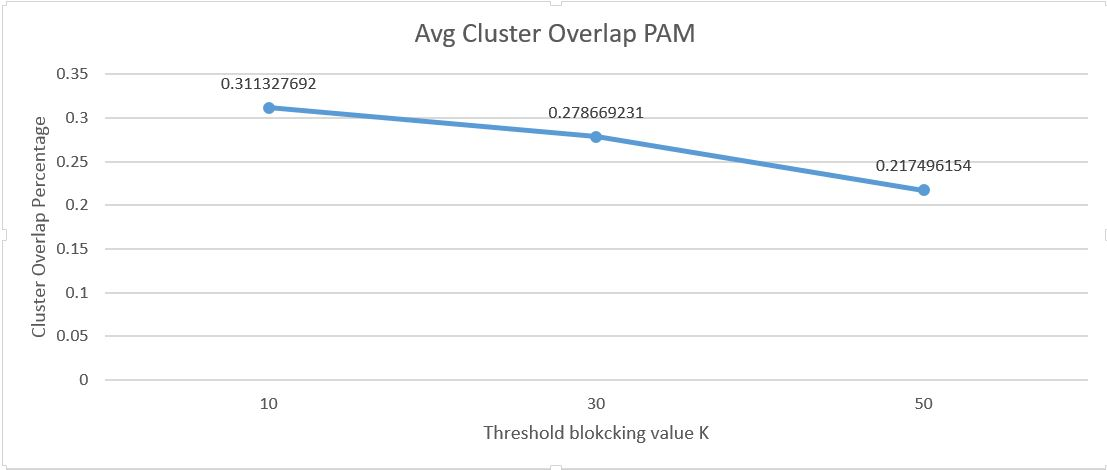 Avg Cluster Overlap PAM
Cluster Overlap Percentage
0.35
0.3
0.25
0.2
0.15
0.1
0.05
0
0.311327692
0.278669231
0.217496154
10 30 50
Threshold blokcking value K